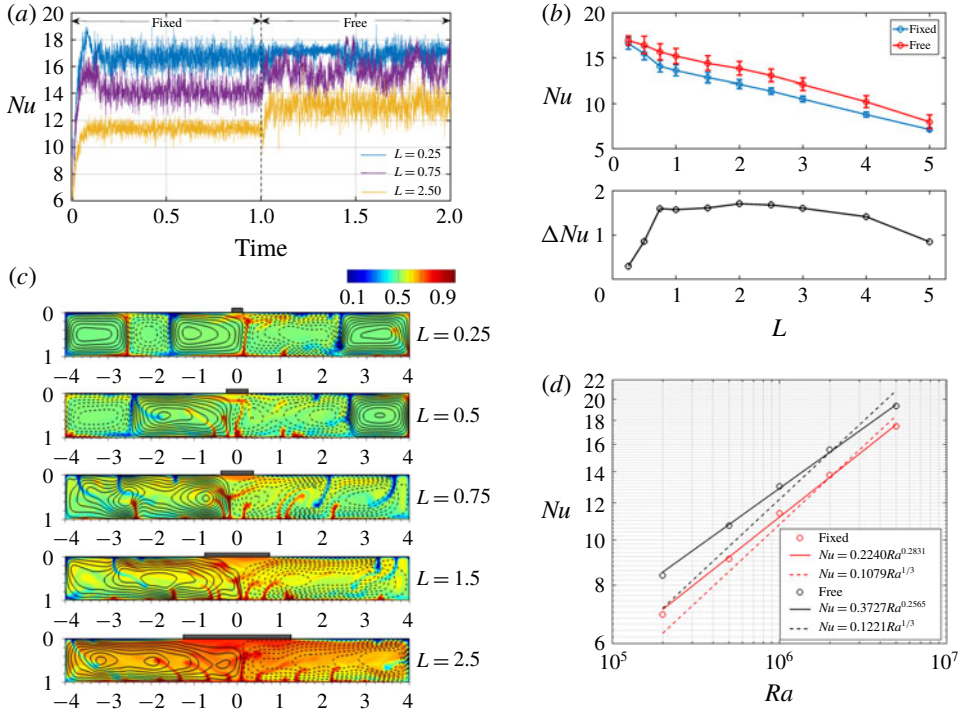 (a)
Fixed
Free
20
18
16
14
12
10
8
6
Nu
L = 0.25
L = 0.75
L = 2.50
0
0.5
1.0
1.5
2.0
Time
(b)
20
15
10
5
Nu
Fixed
Free
1
2
3
4
5
2
1
0
ΔNu
1
2
3
4
5
L
(c)
0.1 0.5 0.9
0
1
L = 0.25
−4 −3 −2 −1 0 1 2 3 4
0
1
L = 0.5
−4 −3 −2 −1 0 1 2 3 4
0
1
L = 0.75
−4 −3 −2 −1 0 1 2 3 4
0
1
L = 1.5
−4 −3 −2 −1 0 1 2 3 4
0
1
L = 2.5
−4 −3 −2 −1 0 1 2 3 4
(d)
22
20
18
16
14
12
10
8
6
Nu
Fixed
Nu = 0.2240Ra^0.2831
Nu = 0.1079Ra^1/3
Free
Nu = 0.3727Ra^0.2565
Nu = 0.1221Ra^1/3
10^5
10^6
10^7
Ra